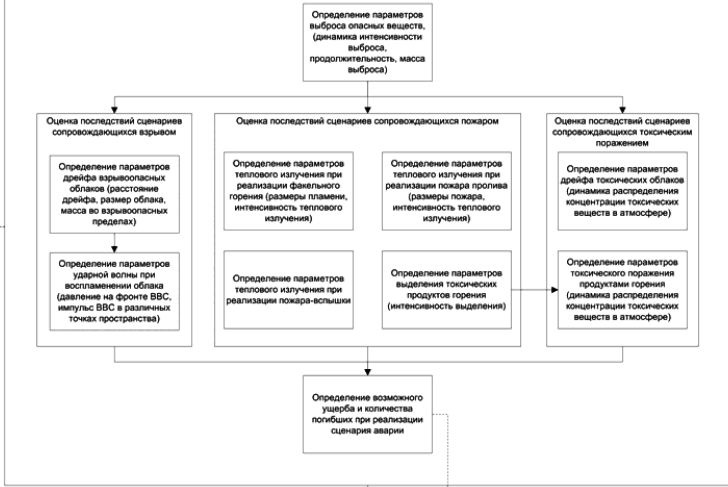 Определение параметров
выброса опасных веществ,
(динамика интенсивности
выброса,
продолжительность, масса
выброса)
Оценка последствий сценариев
сопровождающихся взрывом
Определение параметров
дрейфа взрывоопасных
облаков (расстояние
дрейфа, размер облака,
масса во взрывоопасных
пределах)
Определение параметров
ударной волны при
воспламенении облака
(давление на фронте ВВС,
импульс ВВС в различных
точках пространства)
Оценка последствий сценариев сопровождающихся пожаром
Определение параметров
теплового излучения при
реализации факельного
горения (размеры пламени,
интенсивность теплового
излучения)
Определение параметров
теплового излучения при
реализации пожара пролива
(размеры пожара,
интенсивность теплового
излучения)
Определение параметров
теплового излучения при
реализации пожара-вспышки
Определение параметров
выделения токсических
продуктов горения
(интенсивность выделения)
Оценка последствий сценариев
сопровождающихся токсическим
поражением
Определение параметров
дрейфа токсических облаков
(динамика распределения
концентрации токсических
веществ в атмосфере)
Определение параметров
токсического поражения
продуктами горения
(динамика распределения
концентрации токсических
веществ в атмосфере)
Определение возможного
ущерба и количества
погибших при реализации
сценария аварии